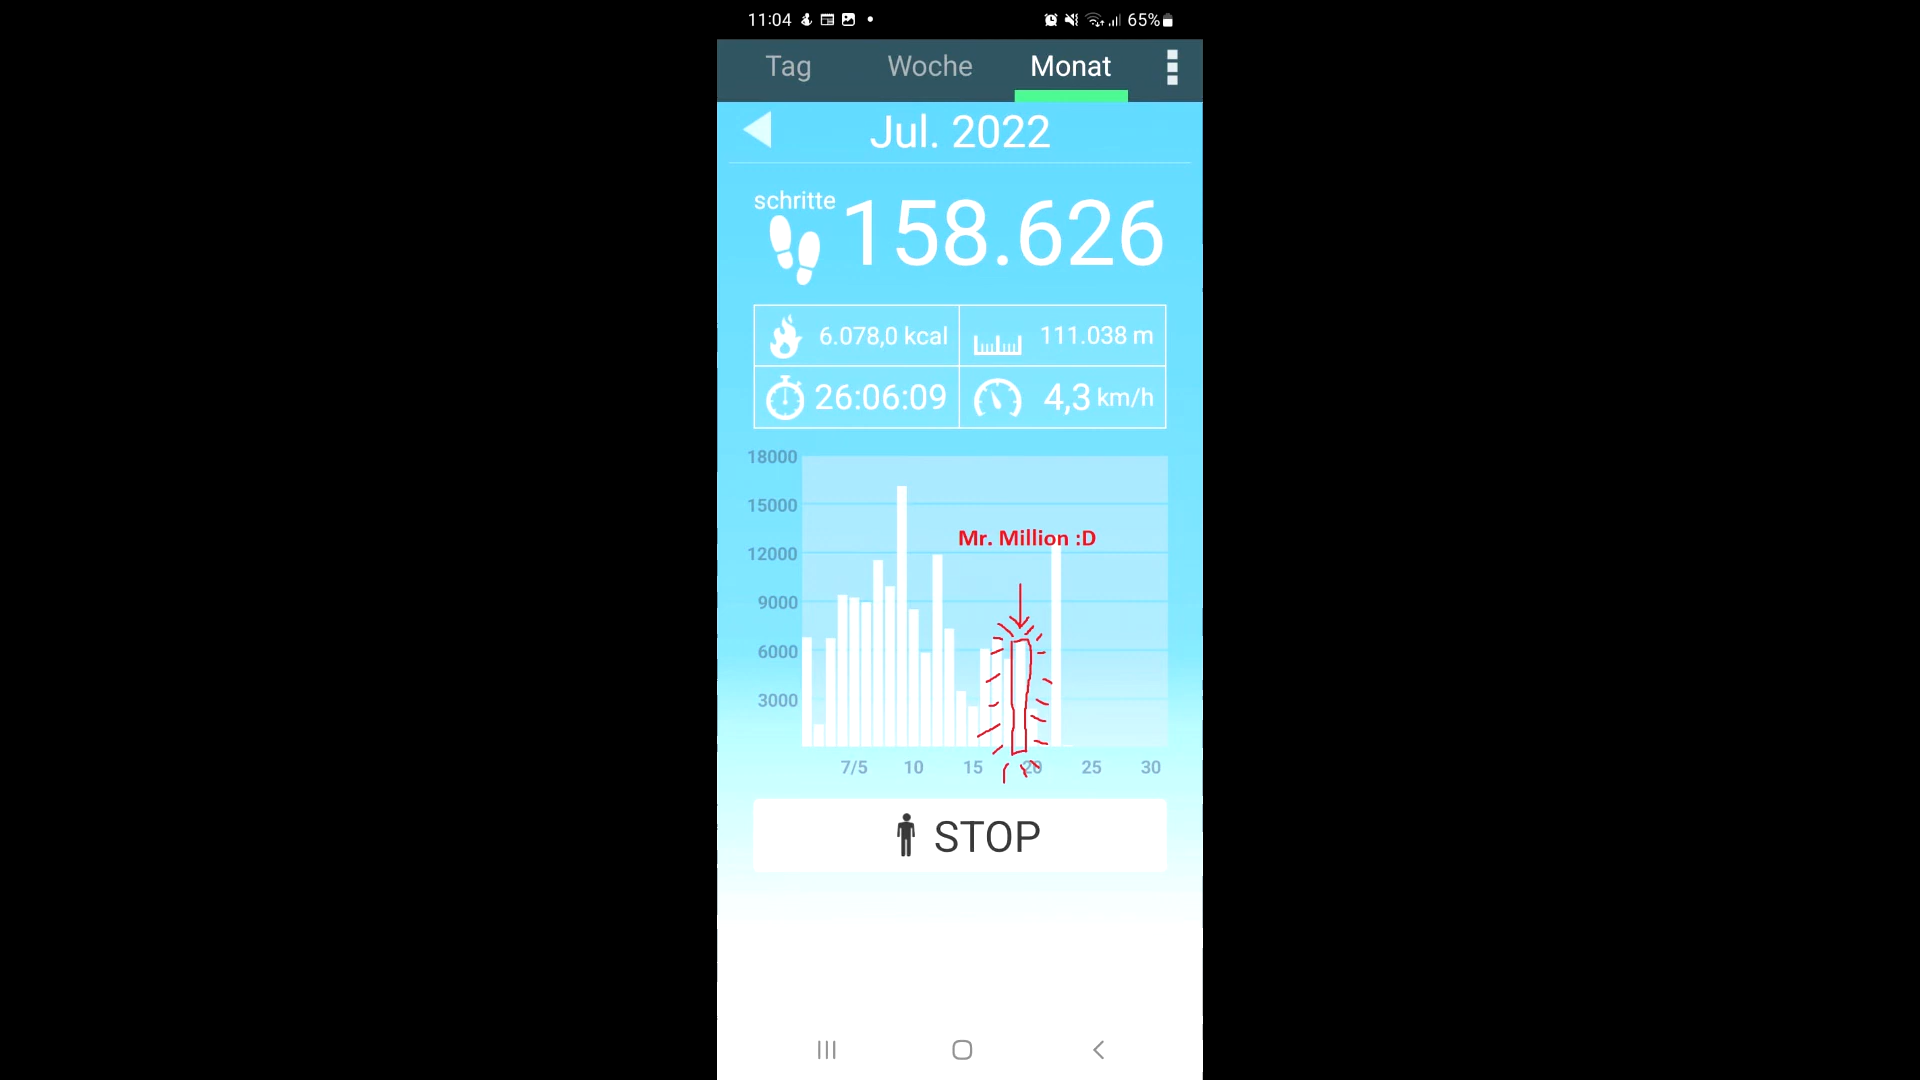 11:04 65%
Tag Woche Monat
Jul. 2022
schritte
158.626
6.078,0 kcal 111.038 m
26:06:09 4,3 km/h
18000
15000
Mr. Million :D
12000
9000
6000
3000
7/5 10 15 20 25 30
STOP